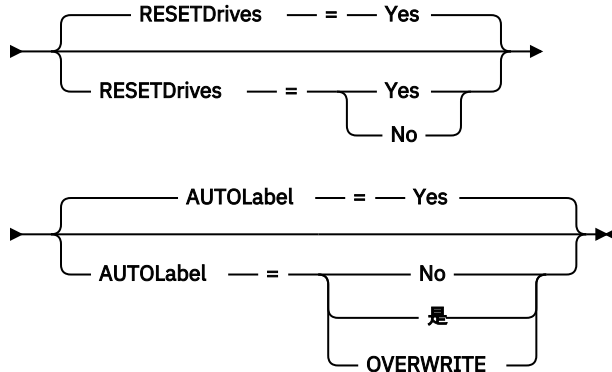 RESETDrives = Yes
RESETDrives = Yes
No
AUTOLabel = Yes
AUTOLabel = No
是
OVERWRITE